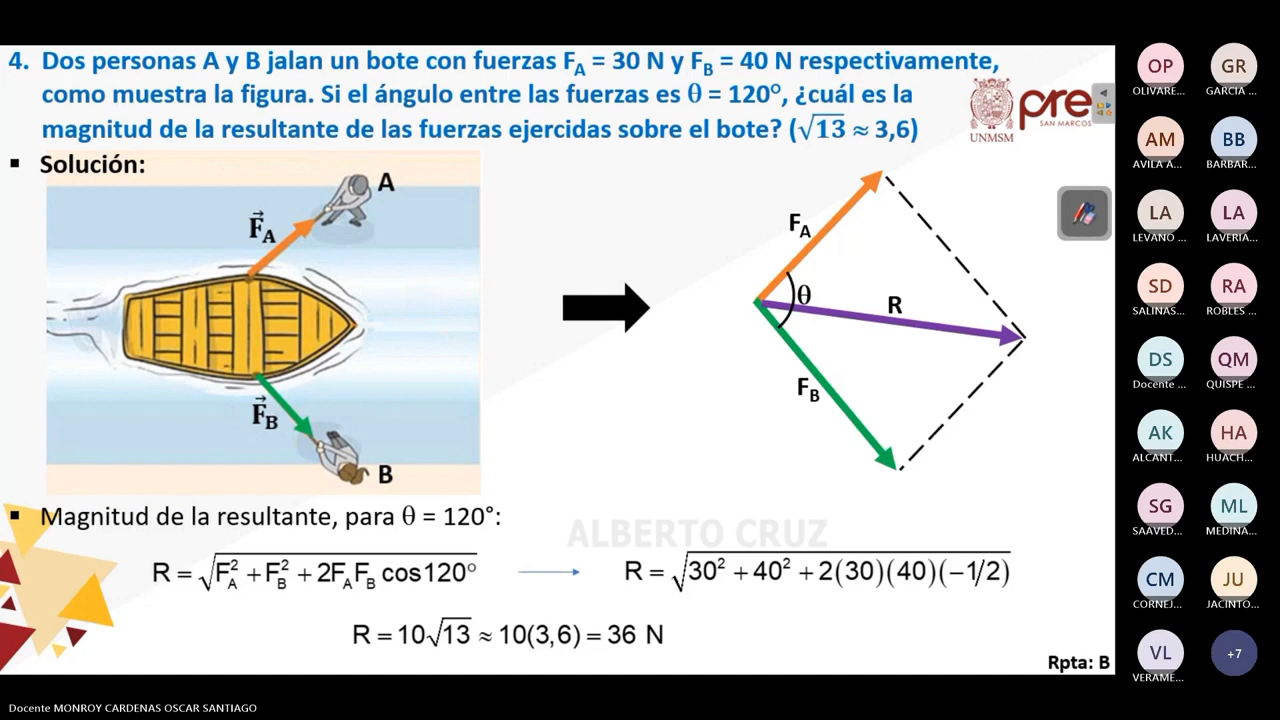 4. Dos personas A y B jalan un bote con fuerzas F_A = 30 N y F_B = 40 N respectivamente,
como muestra la figura. Si el ángulo entre las fuerzas es θ = 120°, ¿cuál es la
magnitud de la resultante de las fuerzas ejercidas sobre el bote? (√13 ≈ 3,6)
UNMSM
pre
SAN MARCOS
▪ Solución:
A
F⃗_A
F⃗_B
B
F_A
θ
R
F_B
▪ Magnitud de la resultante, para θ = 120°:
ALBERTO CRUZ
R = √(F_A² + F_B² + 2F_AF_B cos120°)
R = √(30² + 40² + 2(30)(40)(−1/2))
R = 10√13 ≈ 10(3,6) = 36 N
Rpta: B
OP GR
OLIVARE... GARCIA ...
AM BB
AVILA A... BARBAR...
LA LA
LEVANO ... LAVERIA...
SD RA
SALINAS... ROBLES ...
DS QM
Docente ... QUISPE ...
AK HA
ALCANT... HUACH...
SG ML
SAAVED... MEDINA...
CM JU
CORNEJ... JACINTO...
VL +7
VERAME...
Docente MONROY CARDENAS OSCAR SANTIAGO